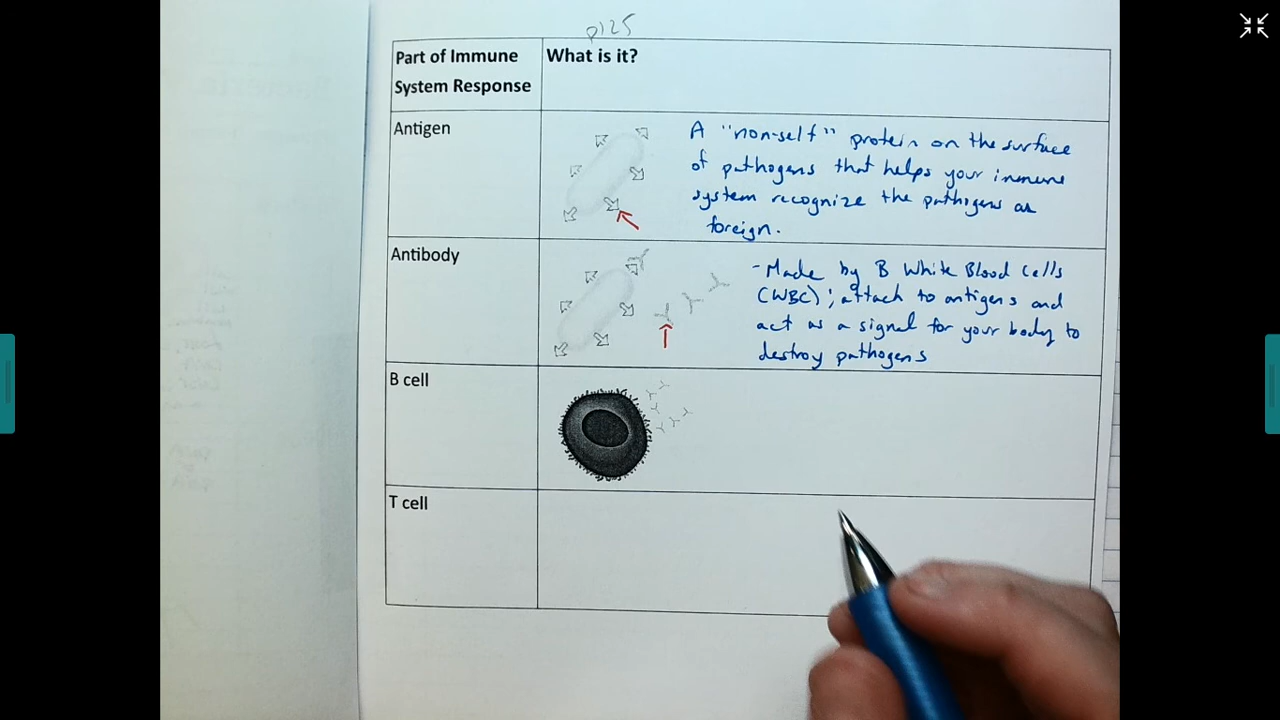 p125
Part of Immune
System Response
What is it?
Antigen
A "non-self" protein on the surface
of pathogens that helps your immune
system recognize the pathogens as
foreign.
Antibody
-Made by B White Blood Cells
(WBC); attach to antigens and
act as a signal for your body to
destroy pathogens
B cell
T cell